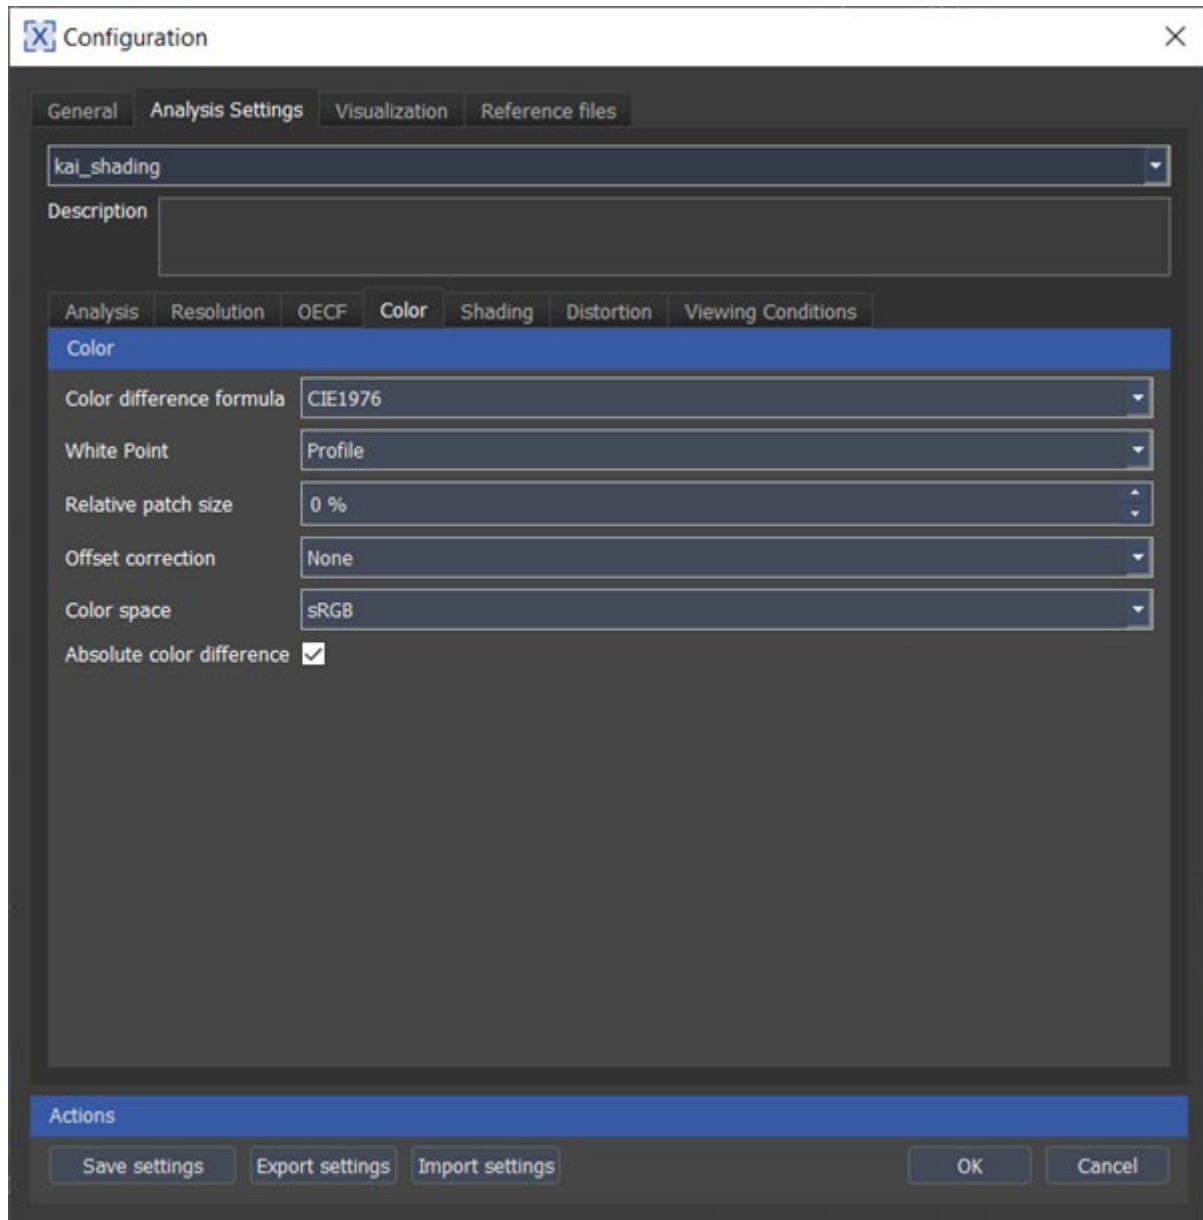 X Configuration
General Analysis Settings Visualization Reference files
kai_shading
Description
Analysis Resolution OECF Color Shading Distortion Viewing Conditions
Color
Color difference formula CIE1976
White Point Profile
Relative patch size 0 %
Offset correction None
Color space sRGB
Absolute color difference
Actions
Save settings Export settings Import settings OK Cancel